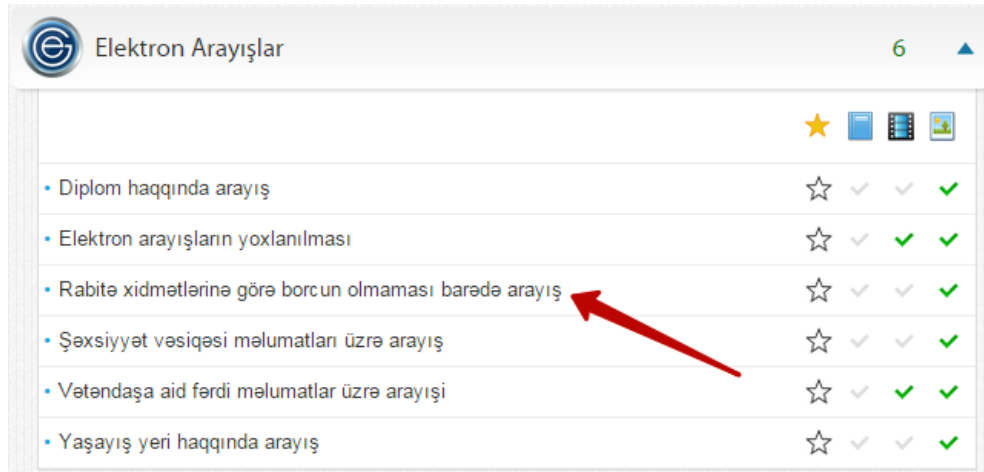 Elektron Arayışlar 6
Diplom haqqında arayış
Elektron arayışların yoxlanılması
Rabitə xidmətlərinə görə borcun olmaması barədə arayış
Şəxsiyyət vəsiqəsi məlumatları üzrə arayış
Vətəndaşa aid fərdi məlumatlar üzrə arayışi
Yaşayış yeri haqqında arayış